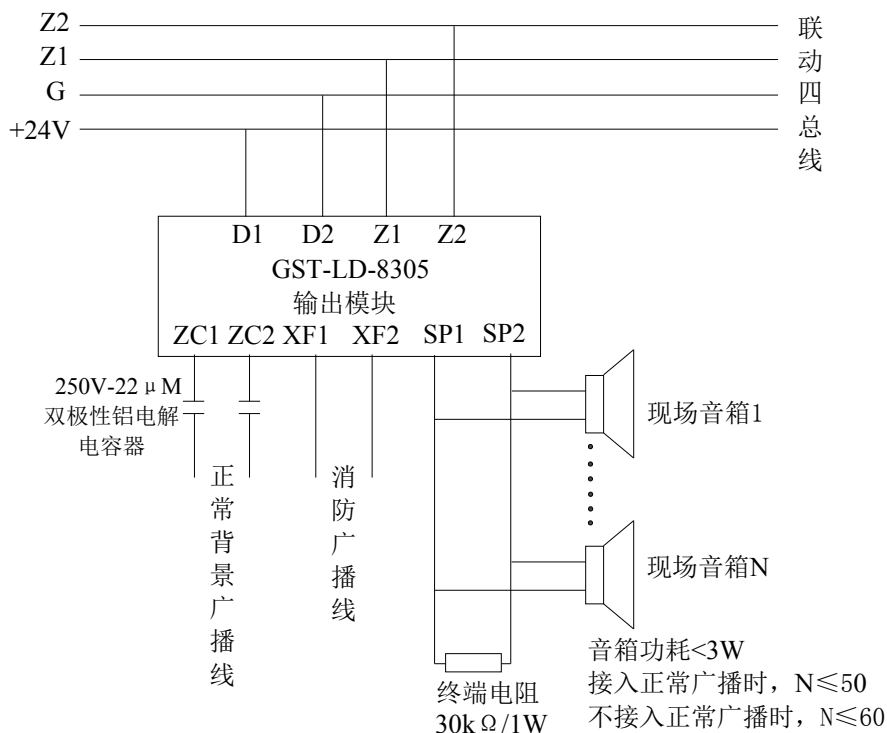 Z2
Z1
G
+24V
联动四总线
D1 D2 Z1 Z2
GST-LD-8305
输出模块
ZC1 ZC2 XF1 XF2 SP1 SP2
250V-22μM
双极性铝电解
电容器
正常背景广播线
消防广播线
现场音箱1
现场音箱N
终端电阻
30kΩ/1W
音箱功耗<3W
接入正常广播时，N≤50
不接入正常广播时，N≤60